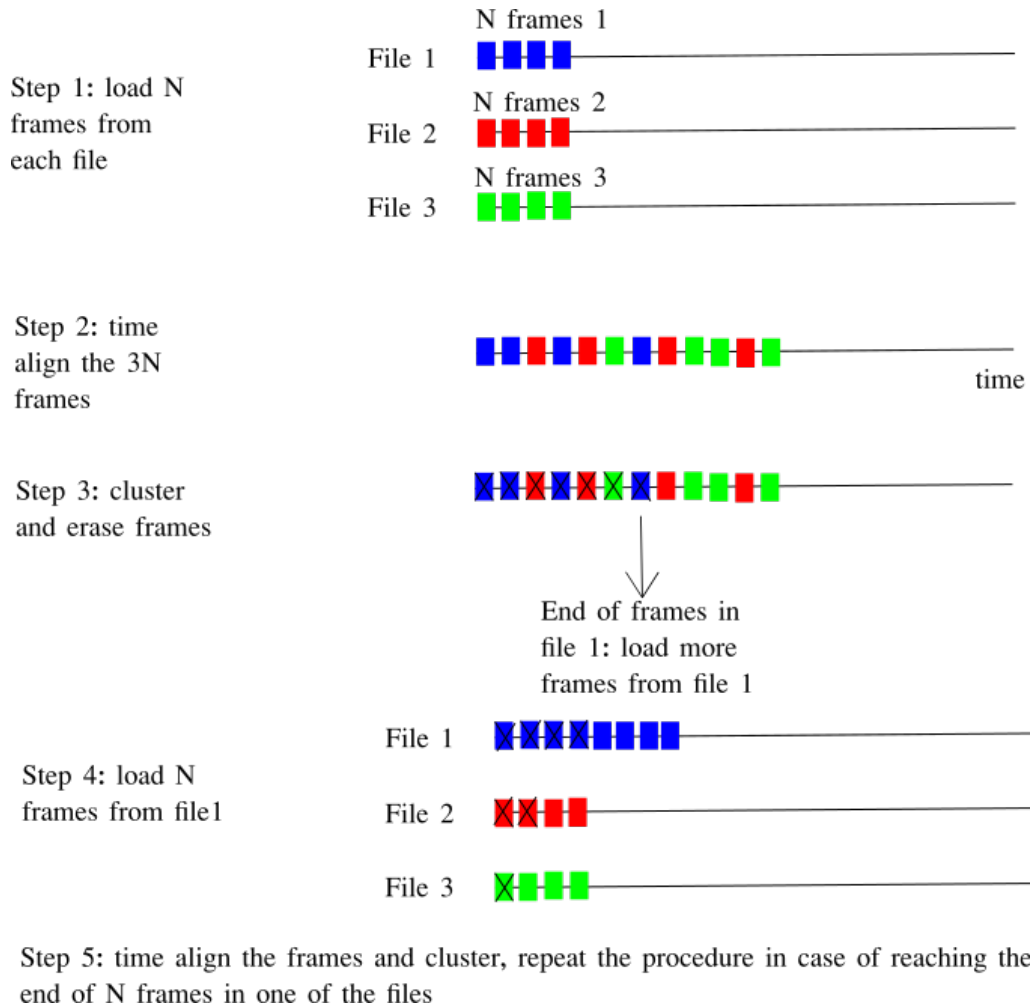 N frames 1
File 1
Step 1: load N
frames from
each file
N frames 2
File 2
N frames 3
File 3
Step 2: time
align the 3N
frames
time
Step 3: cluster
and erase frames
End of frames in
file 1: load more
frames from file 1
File 1
Step 4: load N
frames from file1
File 2
File 3
Step 5: time align the frames and cluster, repeat the procedure in case of reaching the
end of N frames in one of the files